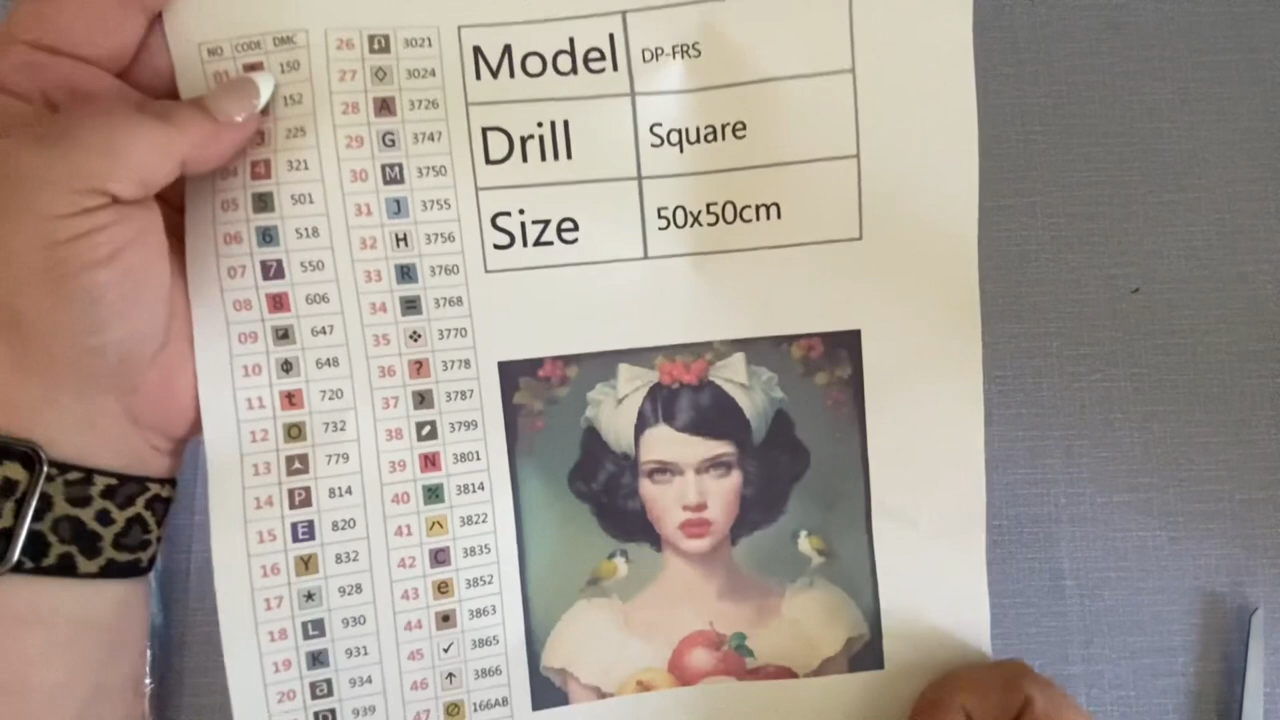 NO CODE DMC
01 150
152
3 225
04 4 321
05 5 501
06 6 518
07 7 550
08 8 606
09 647
10 ф 648
11 t 720
12 O 732
13 779
14 P 814
15 E 820
16 Y 832
17 * 928
18 L 930
19 K 931
20 a 934
D 939
26 3021
27 ◇ 3024
28 A 3726
29 G 3747
30 M 3750
31 J 3755
32 H 3756
33 R 3760
34 = 3768
35 ❖ 3770
36 ? 3778
37 › 3787
38 3799
39 N 3801
40 % 3814
41 3822
42 C 3835
43 e 3852
44 • 3863
45 ✓ 3865
46 ↑ 3866
47 ⊘ 166AB
Model DP-FRS
Drill Square
Size 50x50cm